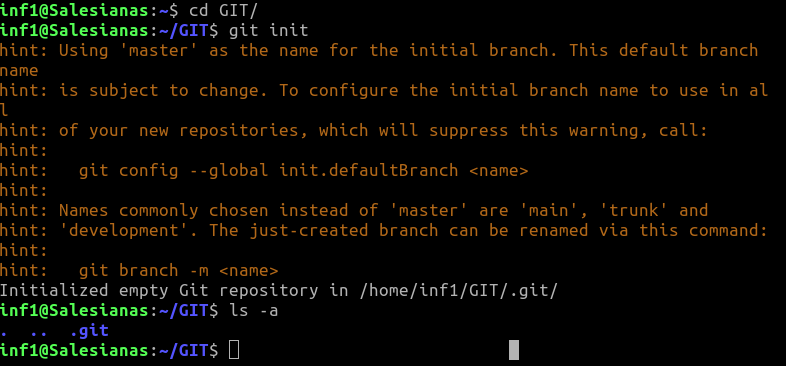 inf1@Salesianas:~$ cd GIT/
inf1@Salesianas:~/GIT$ git init
hint: Using 'master' as the name for the initial branch. This default branch
name
hint: is subject to change. To configure the initial branch name to use in al
l
hint: of your new repositories, which will suppress this warning, call:
hint:
hint:   git config --global init.defaultBranch <name>
hint:
hint: Names commonly chosen instead of 'master' are 'main', 'trunk' and
hint: 'development'. The just-created branch can be renamed via this command:
hint:
hint:   git branch -m <name>
Initialized empty Git repository in /home/inf1/GIT/.git/
inf1@Salesianas:~/GIT$ ls -a
.  ..  .git
inf1@Salesianas:~/GIT$